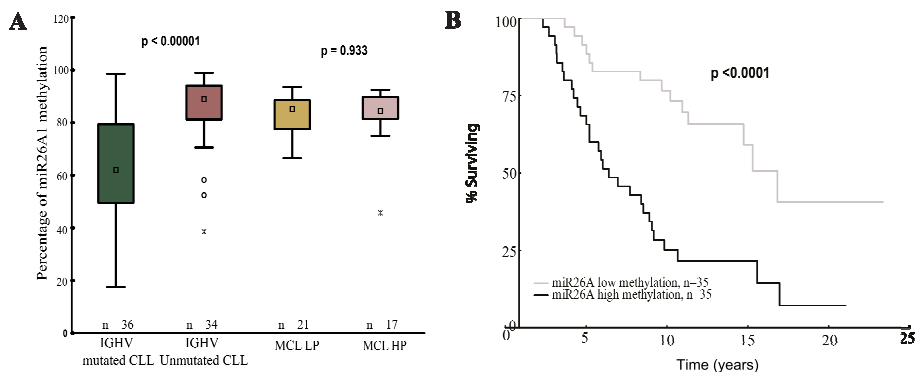 A
B
Percentage of miR26A1 methylation
120
100
80
60
40
20
0
p < 0.00001
p = 0.933
n 36
n 34
n 21
n 17
IGHV
mutated CLL
IGHV
Unmutated CLL
MCL LP
MCL HP
% Surviving
100
75
50
25
0
p <0.0001
miR26A low methylation, n=35
miR26A high methylation, n 35
0
5
10
15
20
25
Time (years)